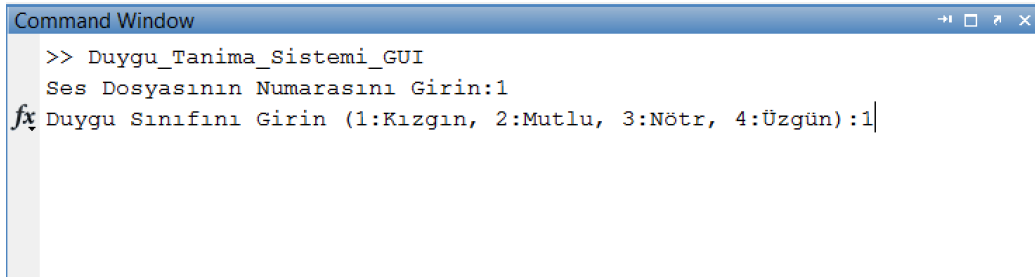 Command Window
>> Duygu_Tanima_Sistemi_GUI
Ses Dosyasının Numarasını Girin:1
fx Duygu Sınıfını Girin (1:Kızgın, 2:Mutlu, 3:Nötr, 4:Üzgün):1